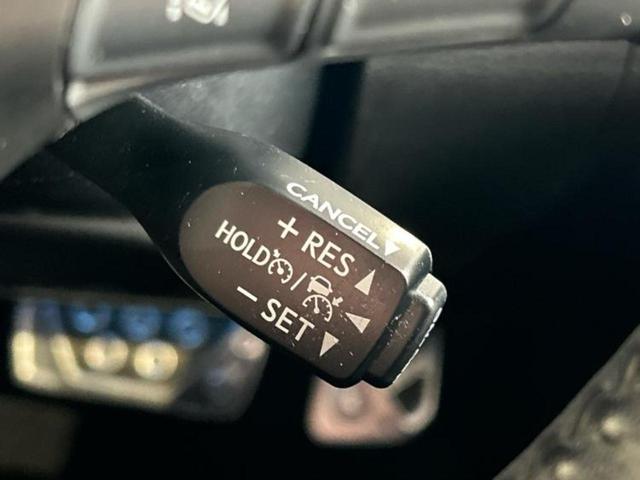 CANCEL
+ RES
HOLD /
- SET